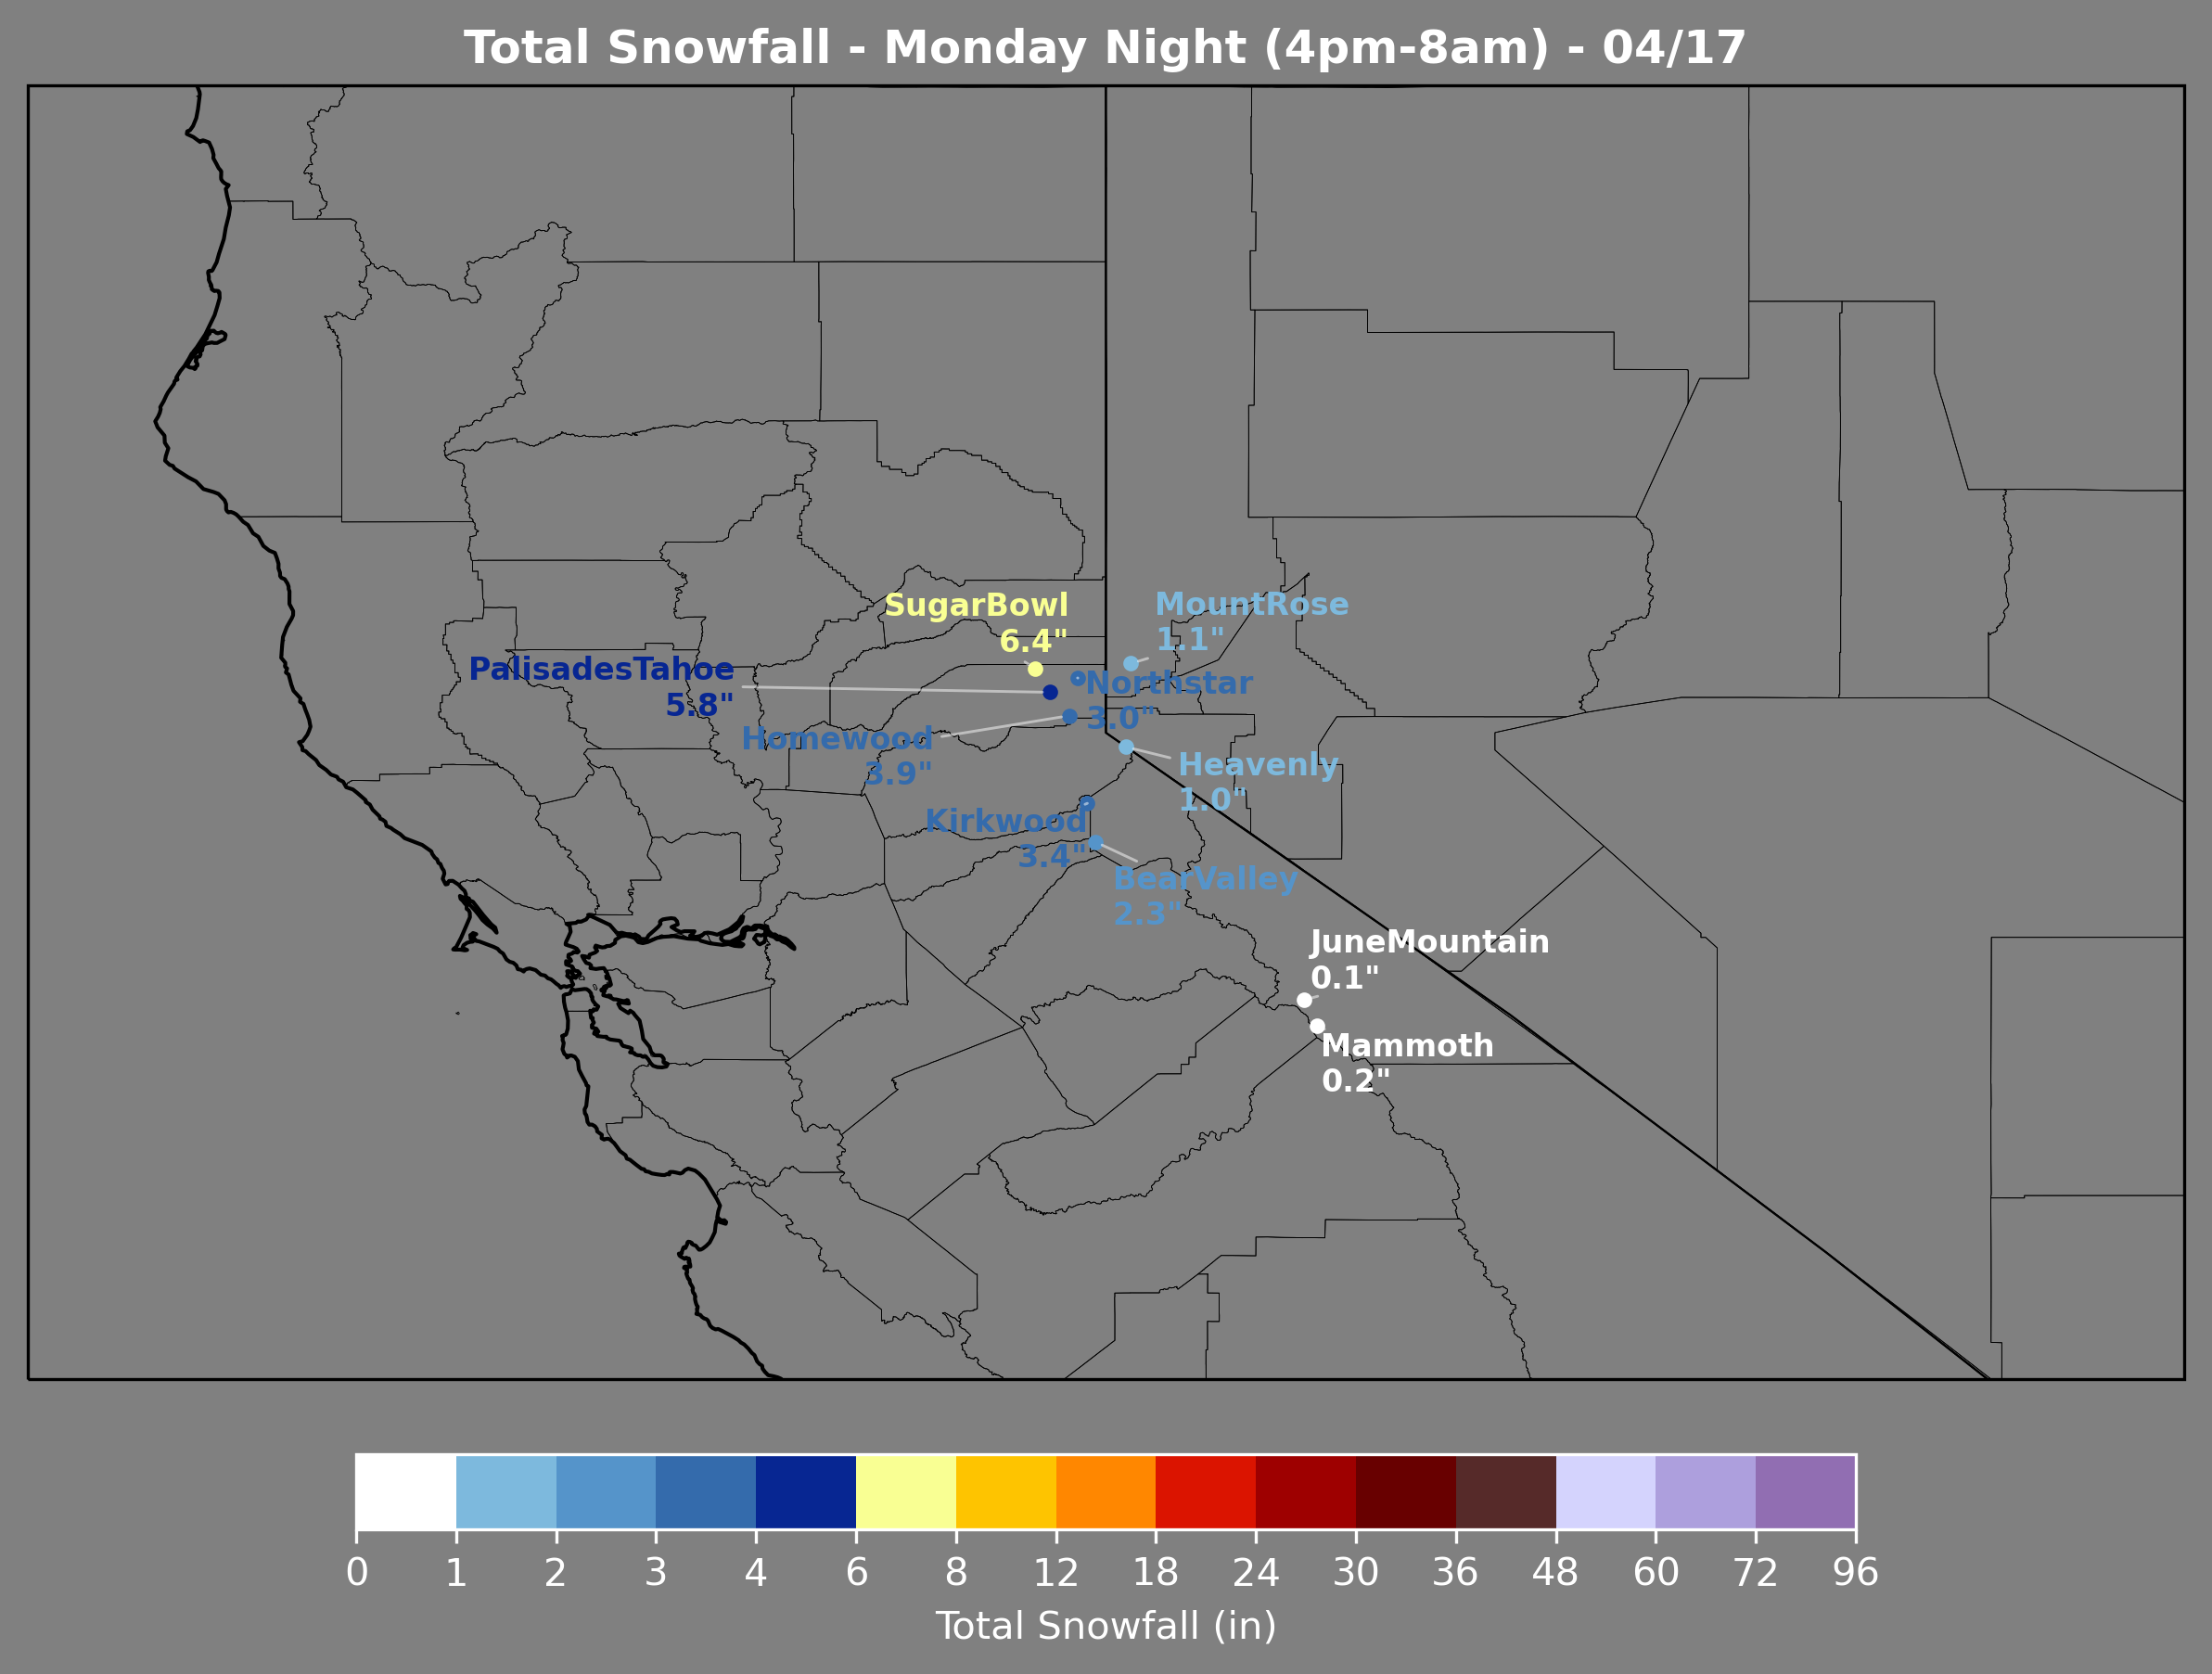 Total Snowfall - Monday Night (4pm-8am) - 04/17
SugarBowl
6.4"
MountRose
1.1"
PalisadesTahoe
5.8"
Northstar
3.0"
Homewood
3.9"
Heavenly
1.0"
Kirkwood
3.4"
BearValley
2.3"
JuneMountain
0.1"
Mammoth
0.2"
0 1 2 3 4 6 8 12 18 24 30 36 48 60 72 96
Total Snowfall (in)